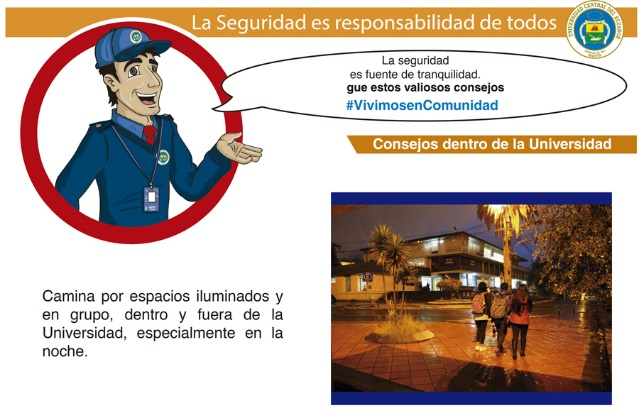 La Seguridad es responsabilidad de todos
UNIVERSIDAD CENTRAL DEL ECUADOR
QUITO
La seguridad
es fuente de tranquilidad.
gue estos valiosos consejos
#VivimosenComunidad
Consejos dentro de la Universidad
Camina por espacios iluminados y
en grupo, dentro y fuera de la
Universidad, especialmente en la
noche.